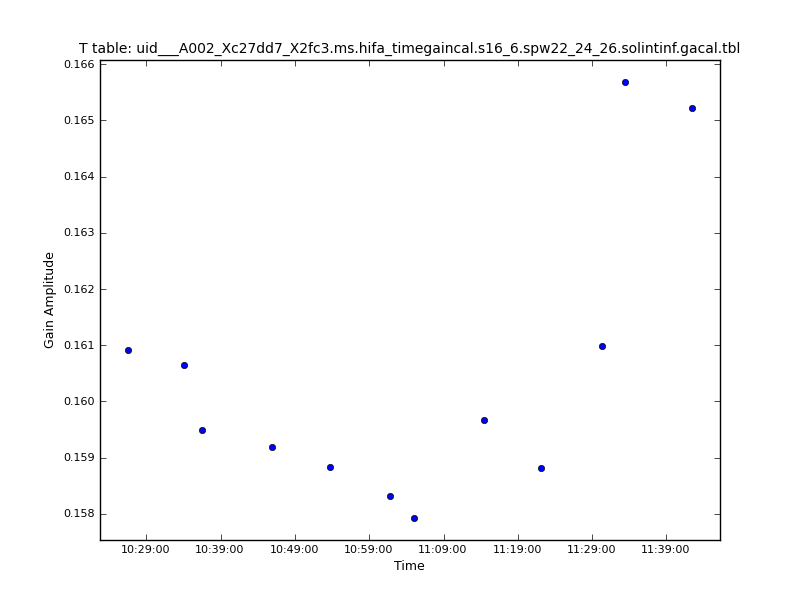 T table: uid___A002_Xc27dd7_X2fc3.ms.hifa_timegaincal.s16_6.spw22_24_26.solintinf.gacal.tbl
0.166
0.165
0.164
0.163
0.162
0.161
0.160
0.159
0.158
Gain Amplitude
10:29:00 10:39:00 10:49:00 10:59:00 11:09:00 11:19:00 11:29:00 11:39:00
Time